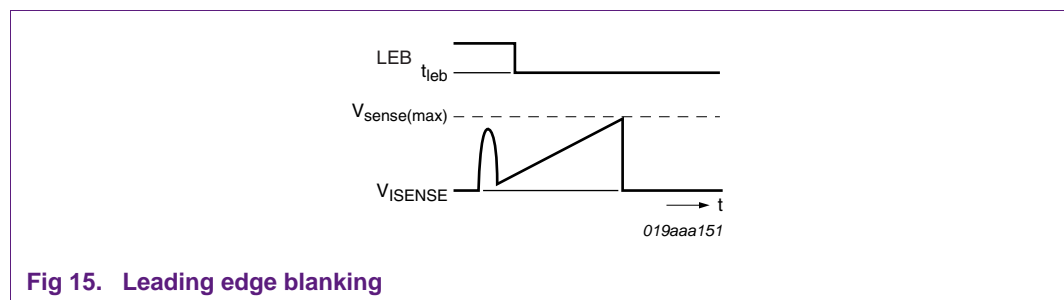 LEB
tleb
Vsense(max)
VISENSE
t
019aaa151
Fig 15. Leading edge blanking